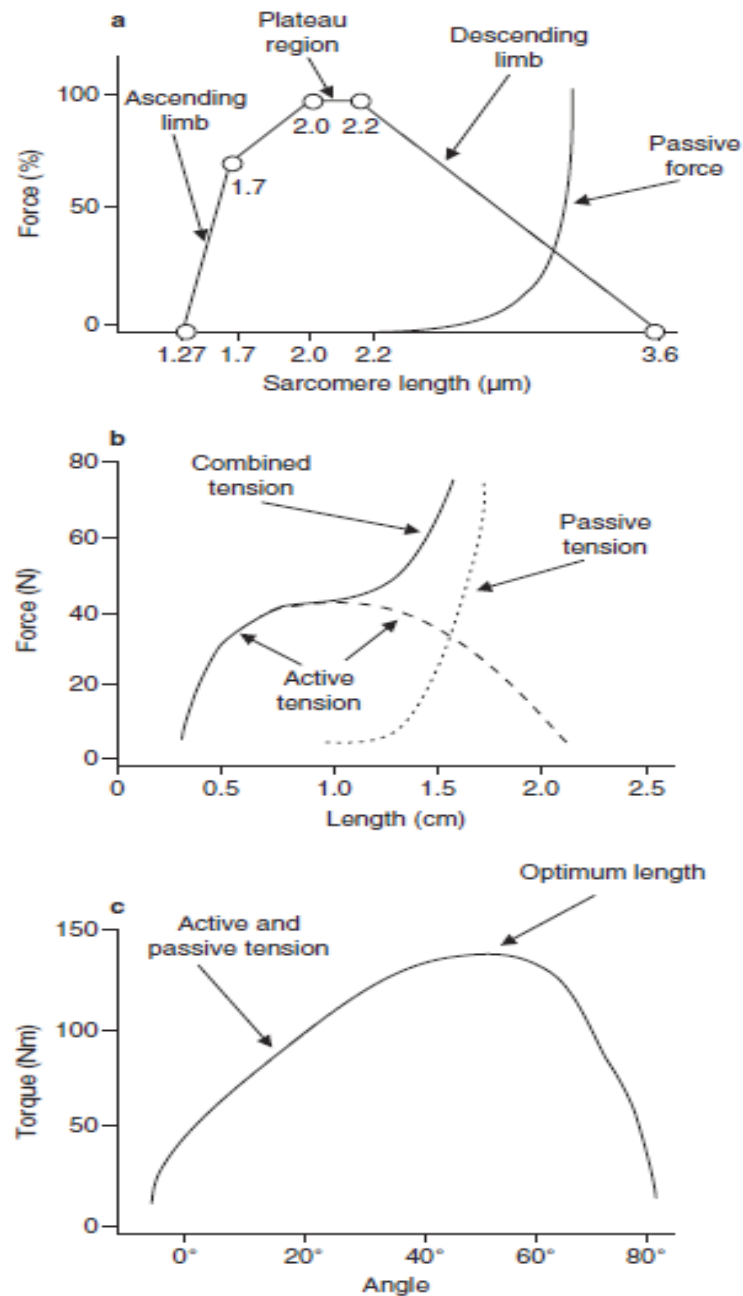 a
Plateau
region
Descending
limb
Ascending
limb
Passive
force
Force (%)
100
50
0
2.0 2.2
1.7
1.27 1.7 2.0 2.2 3.6
Sarcomere length (µm)
b
Combined
tension
Passive
tension
Active
tension
Force (N)
80
60
40
20
0
0 0.5 1.0 1.5 2.0 2.5
Length (cm)
c
Optimum length
Active and
passive tension
Torque (Nm)
150
100
50
0
0° 20° 40° 60° 80°
Angle